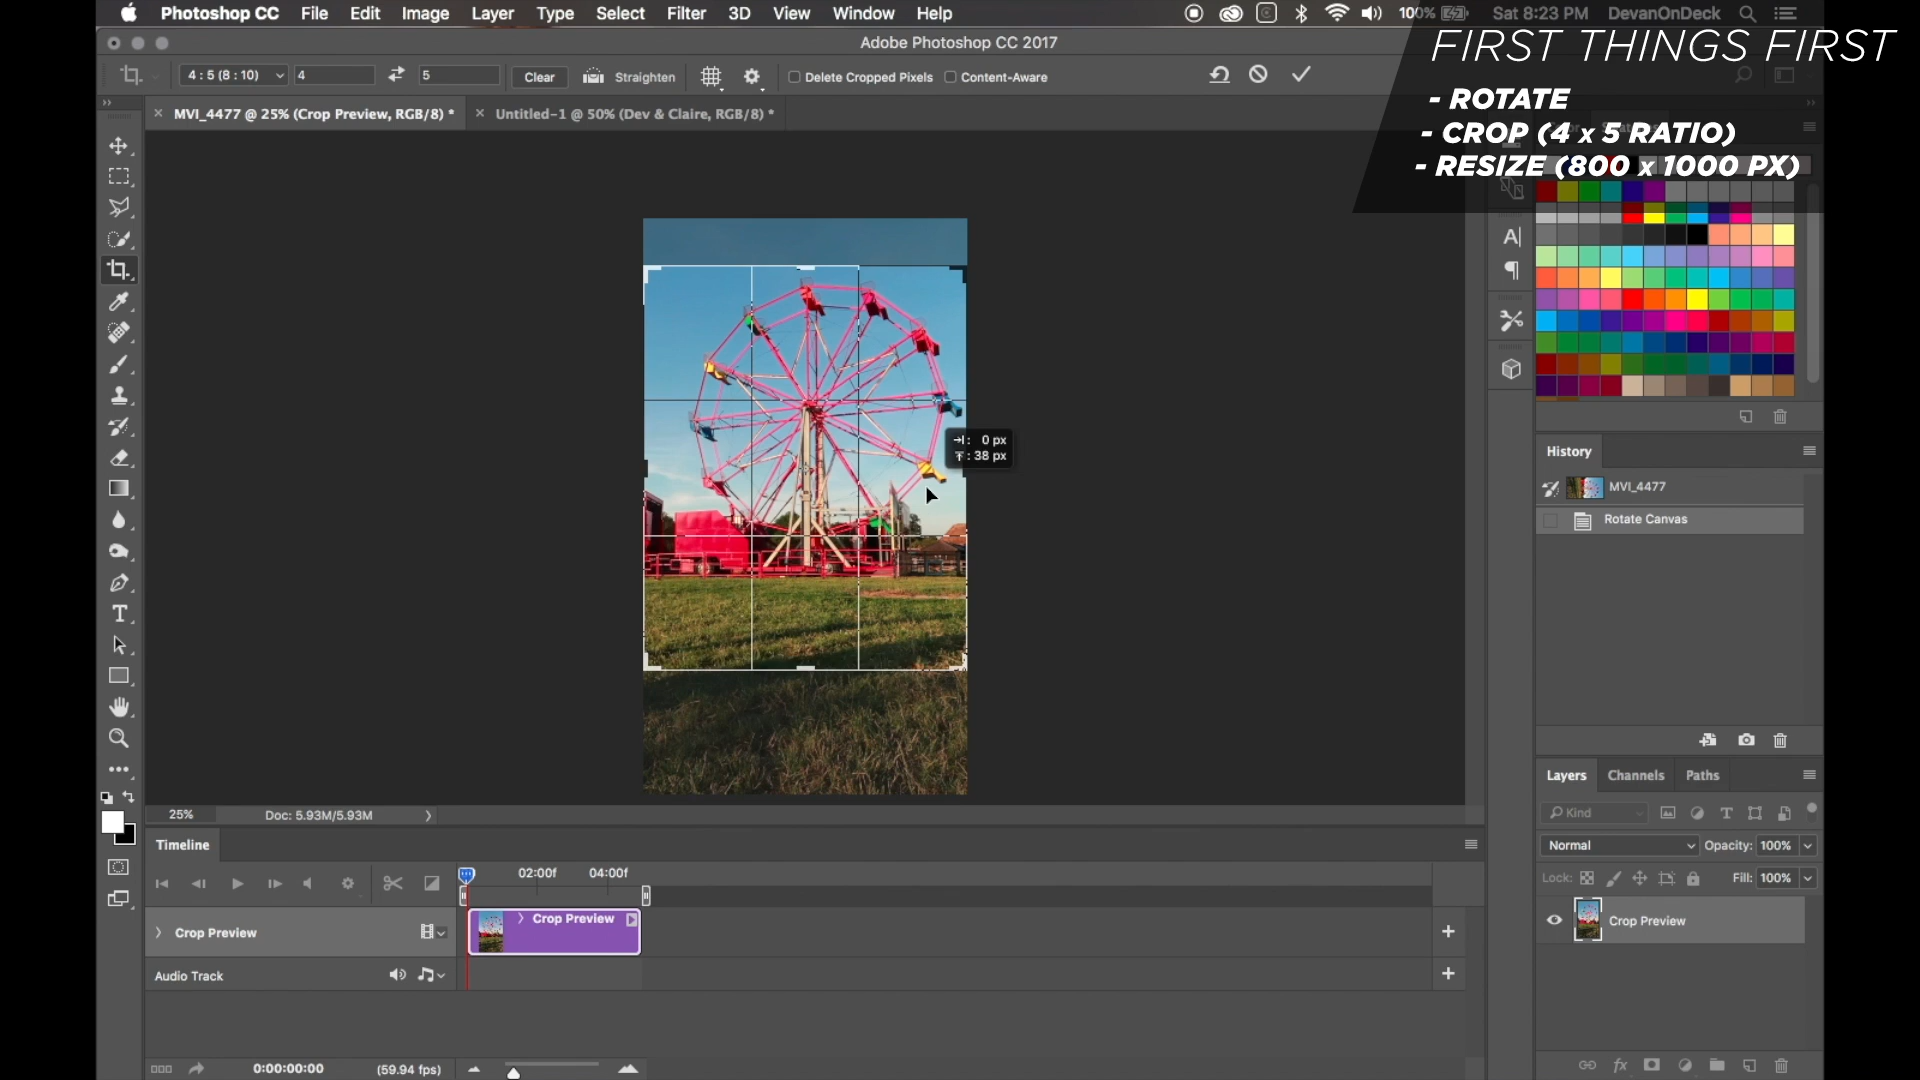 Photoshop CC File Edit Image Layer Type Select Filter 3D View Window Help 100% Sat 8:23 PM DevanOnDeck
Adobe Photoshop CC 2017
FIRST THINGS FIRST
- ROTATE
- CROP (4 x 5 RATIO)
- RESIZE (800 x 1000 PX)
4 : 5 (8 : 10) 4 5 Clear Straighten Delete Cropped Pixels Content-Aware
MVI_4477 @ 25% (Crop Preview, RGB/8) * Untitled-1 @ 50% (Dev & Claire, RGB/8) *
: 0 px
: 38 px
History
MVI_4477
Rotate Canvas
Layers Channels Paths
Kind
Normal Opacity: 100%
Lock: Fill: 100%
Crop Preview
25% Doc: 5.93M/5.93M
Timeline
02:00f 04:00f
Crop Preview
Crop Preview
Audio Track
0:00:00:00 (59.94 fps)